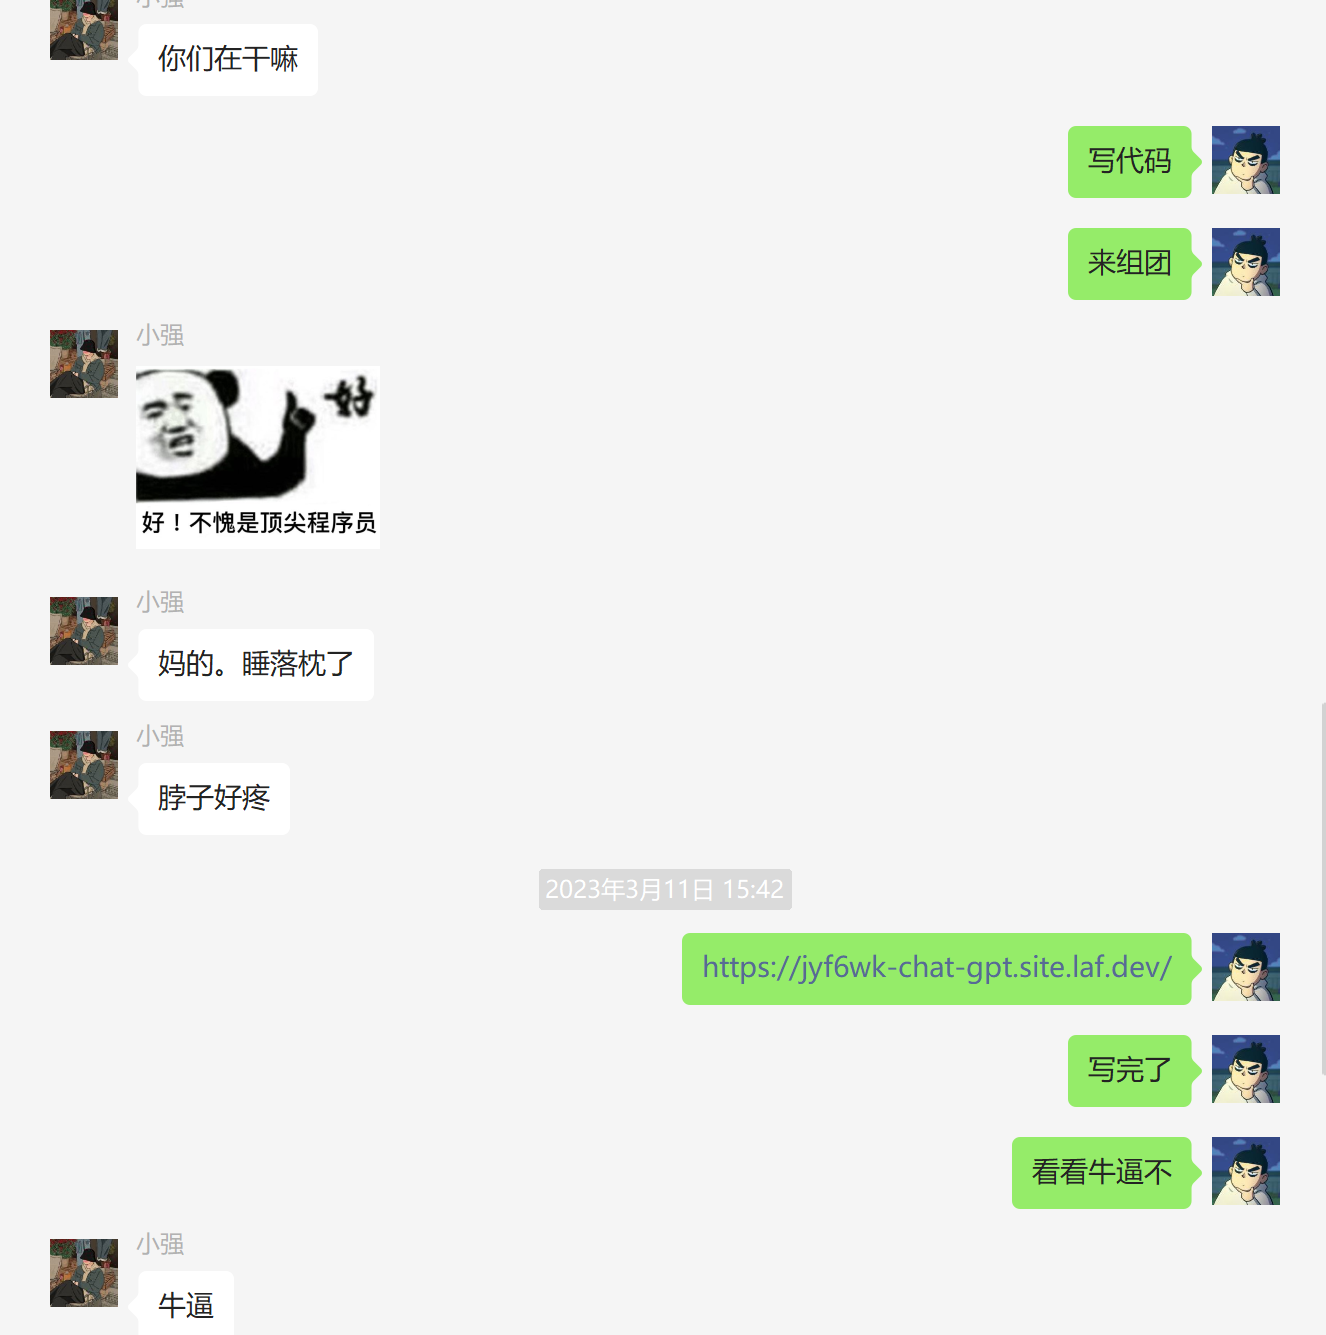 小强
你们在干嘛
写代码
来组团
小强
好
好！不愧是顶尖程序员
小强
妈的。睡落枕了
小强
脖子好疼
2023年3月11日 15:42
https://jyf6wk-chat-gpt.site.laf.dev/
写完了
看看牛逼不
小强
牛逼